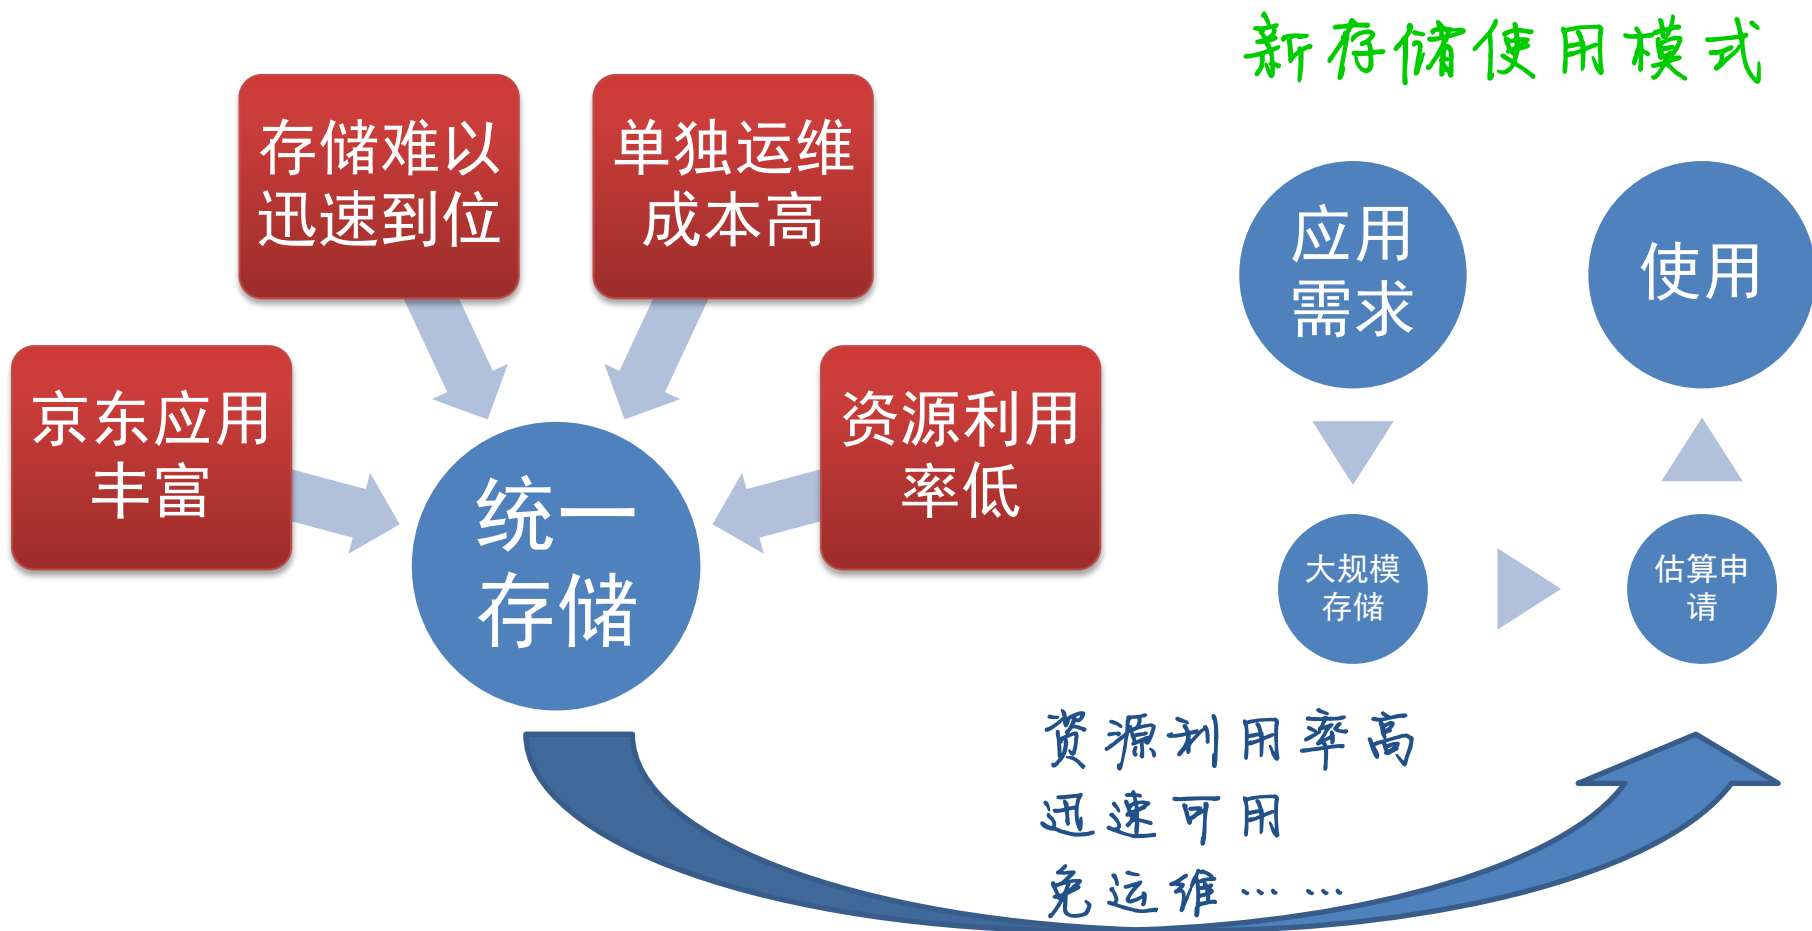 新存储使用模式
存储难以
迅速到位
单独运维
成本高
京东应用
丰富
资源利用
率低
统一
存储
应用
需求
使用
大规模
存储
估算申
请
资源利用率高
迅速可用
免运维……